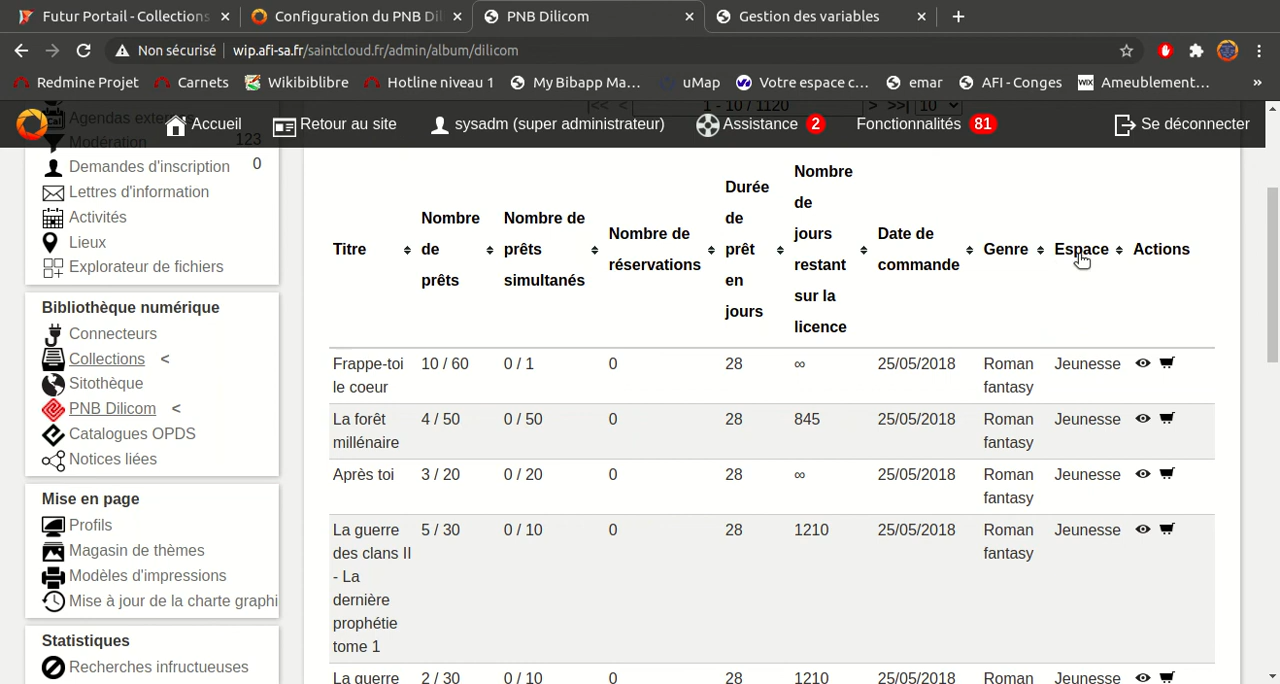 Futur Portail - Collections
Configuration du PNB Dil
PNB Dilicom
Gestion des variables
Non sécurisé
wip.afi-sa.fr/saintcloud.fr/admin/album/dilicom
Redmine Projet
Carnets
Wikibiblibre
Hotline niveau 1
My Bibapp Ma...
uMap
Votre espace c...
emar
AFI - Conges
WIX Ameublement...
»
|<< < 1 - 10 / 1120 > >>| 10
Accueil
Retour au site
sysadm (super administrateur)
Assistance 2
Fonctionnalités 81
Se déconnecter
Agendas exter
Modération 123
Demandes d'inscription 0
Lettres d'information
Activités
Lieux
Explorateur de fichiers
Bibliothèque numérique
Connecteurs
Collections <
Sitothèque
PNB Dilicom <
Catalogues OPDS
Notices liées
Mise en page
Profils
Magasin de thèmes
Modèles d'impressions
Mise à jour de la charte graphi
Statistiques
Recherches infructueuses
Titre
Nombre
de
prêts
Nombre de
prêts
simultanés
Nombre de
réservations
Durée
de
prêt
en
jours
Nombre
de
jours
restant
sur la
licence
Date de
commande
Genre
Espace
Actions
Frappe-toi 10 / 60 0 / 1 0 28 ∞ 25/05/2018 Roman Jeunesse
le coeur fantasy
La forêt 4 / 50 0 / 50 0 28 845 25/05/2018 Roman Jeunesse
millénaire fantasy
Après toi 3 / 20 0 / 20 0 28 ∞ 25/05/2018 Roman Jeunesse
fantasy
La guerre 5 / 30 0 / 10 0 28 1210 25/05/2018 Roman Jeunesse
des clans II fantasy
- La
dernière
prophétie
tome 1
La guerre 2 / 30 0 / 10 0 28 1210 25/05/2018 Roman Jeunesse